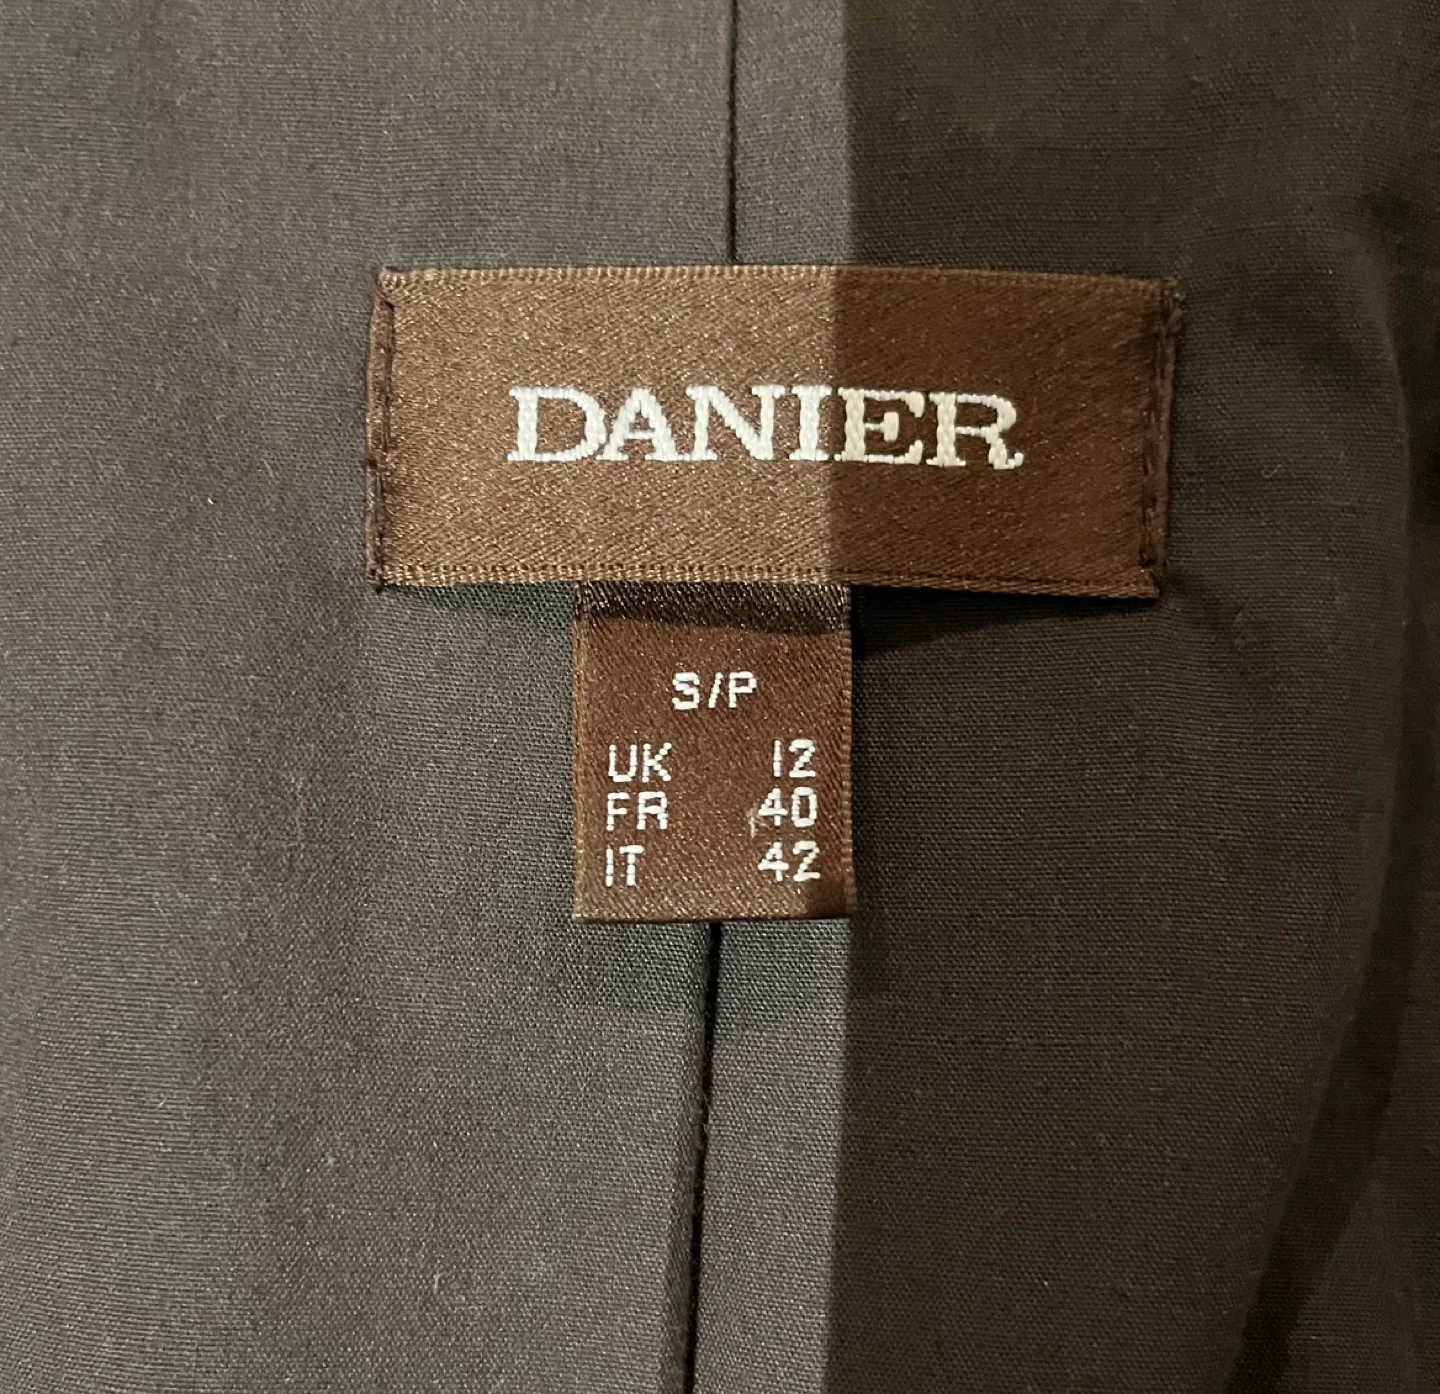 DANIER
S/P
UK 12
FR 40
IT 42